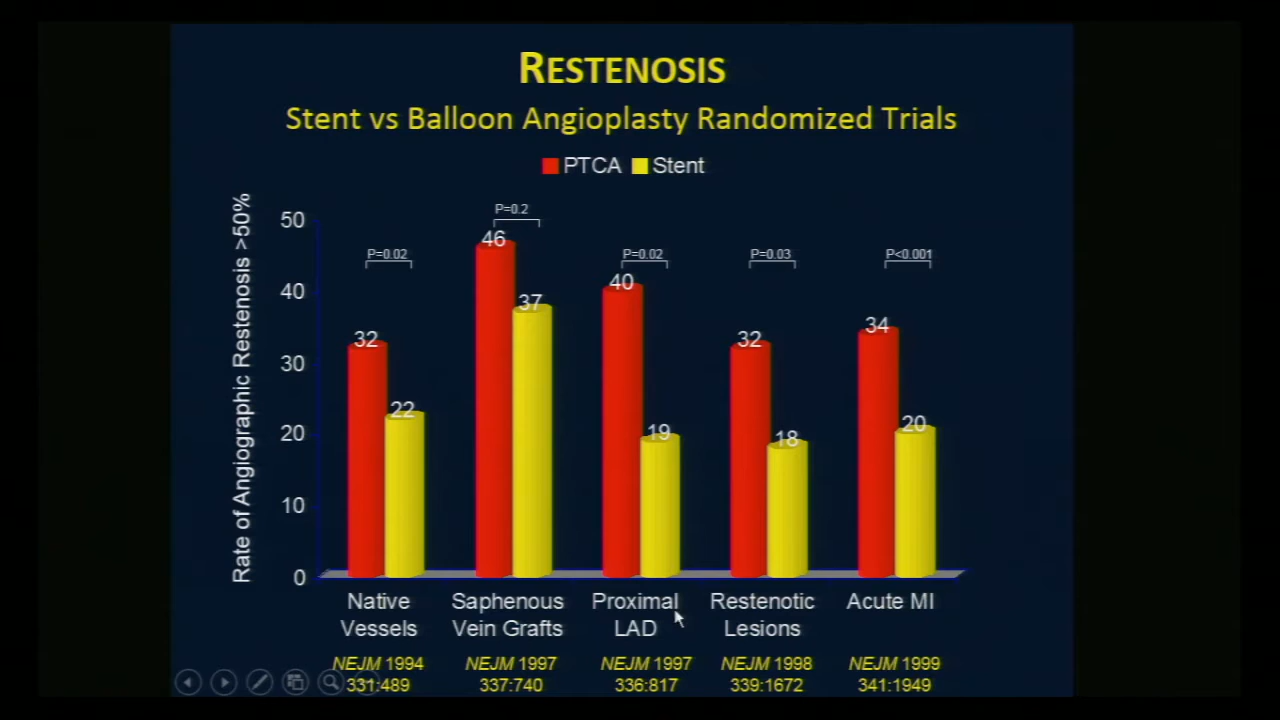 RESTENOSIS
Stent vs Balloon Angioplasty Randomized Trials
PTCA Stent
Rate of Angiographic Restenosis >50%
50
40
30
20
10
0
P=0.02
P=0.2
P=0.02
P=0.03
P<0.001
32
22
46
37
40
19
32
18
34
20
Native
Vessels
Saphenous
Vein Grafts
Proximal
LAD
Restenotic
Lesions
Acute MI
NEJM 1994
331:489
NEJM 1997
337:740
NEJM 1997
336:817
NEJM 1998
339:1672
NEJM 1999
341:1949